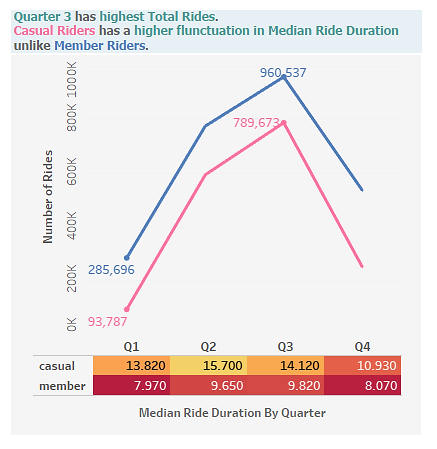 Quarter 3 has highest Total Rides.
Casual Riders has a higher flunctuation in Median Ride Duration
unlike Member Riders.
1000K
800K
600K
400K
200K
0K
Number of Rides
960,537
789,673
285,696
93,787
Q1 Q2 Q3 Q4
casual 13.820 15.700 14.120 10.930
member 7.970 9.650 9.820 8.070
Median Ride Duration By Quarter